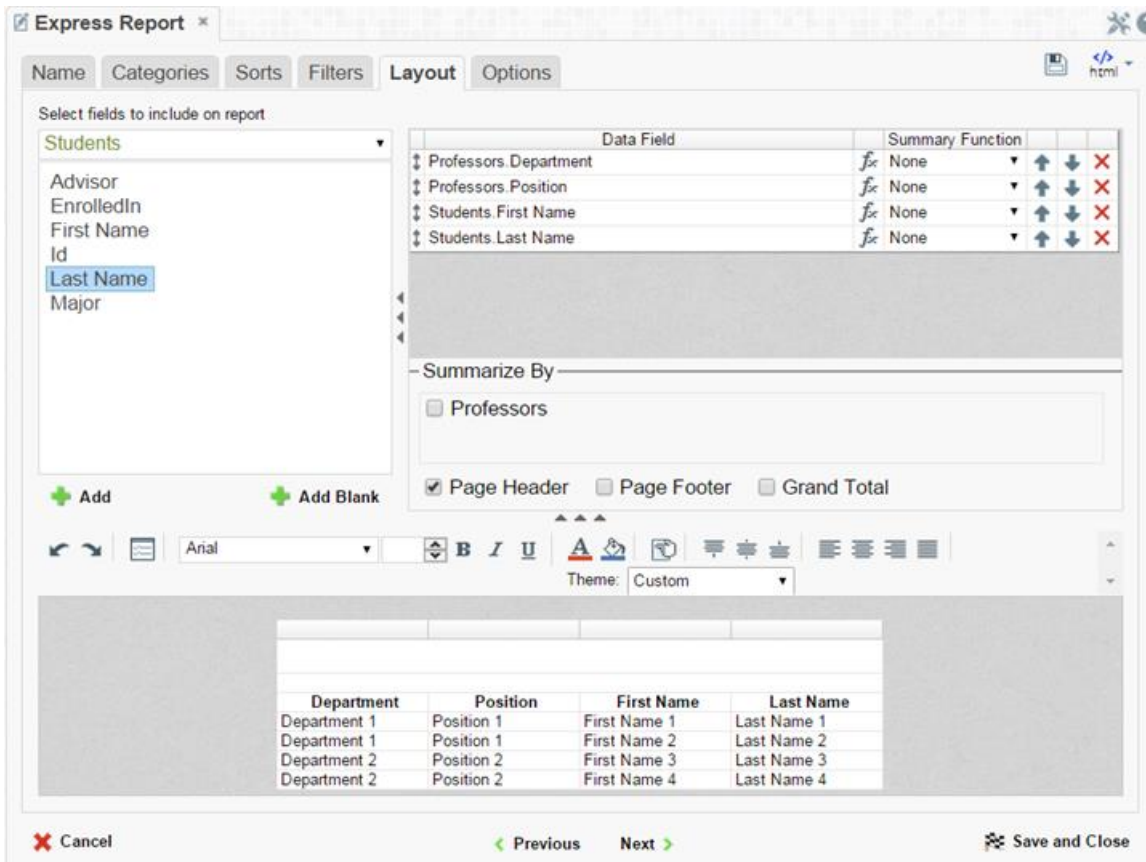 Express Report ×
Name Categories Sorts Filters Layout Options
</>
html
Select fields to include on report
Students
Advisor
EnrolledIn
First Name
Id
Last Name
Major
Add Add Blank
Data Field Summary Function
Professors.Department fx None
Professors.Position fx None
Students.First Name fx None
Students.Last Name fx None
Summarize By
Professors
Page Header Page Footer Grand Total
Arial B I U A
Theme: Custom
Department Position First Name Last Name
Department 1 Position 1 First Name 1 Last Name 1
Department 1 Position 1 First Name 2 Last Name 2
Department 2 Position 2 First Name 3 Last Name 3
Department 2 Position 2 First Name 4 Last Name 4
Cancel < Previous Next > Save and Close